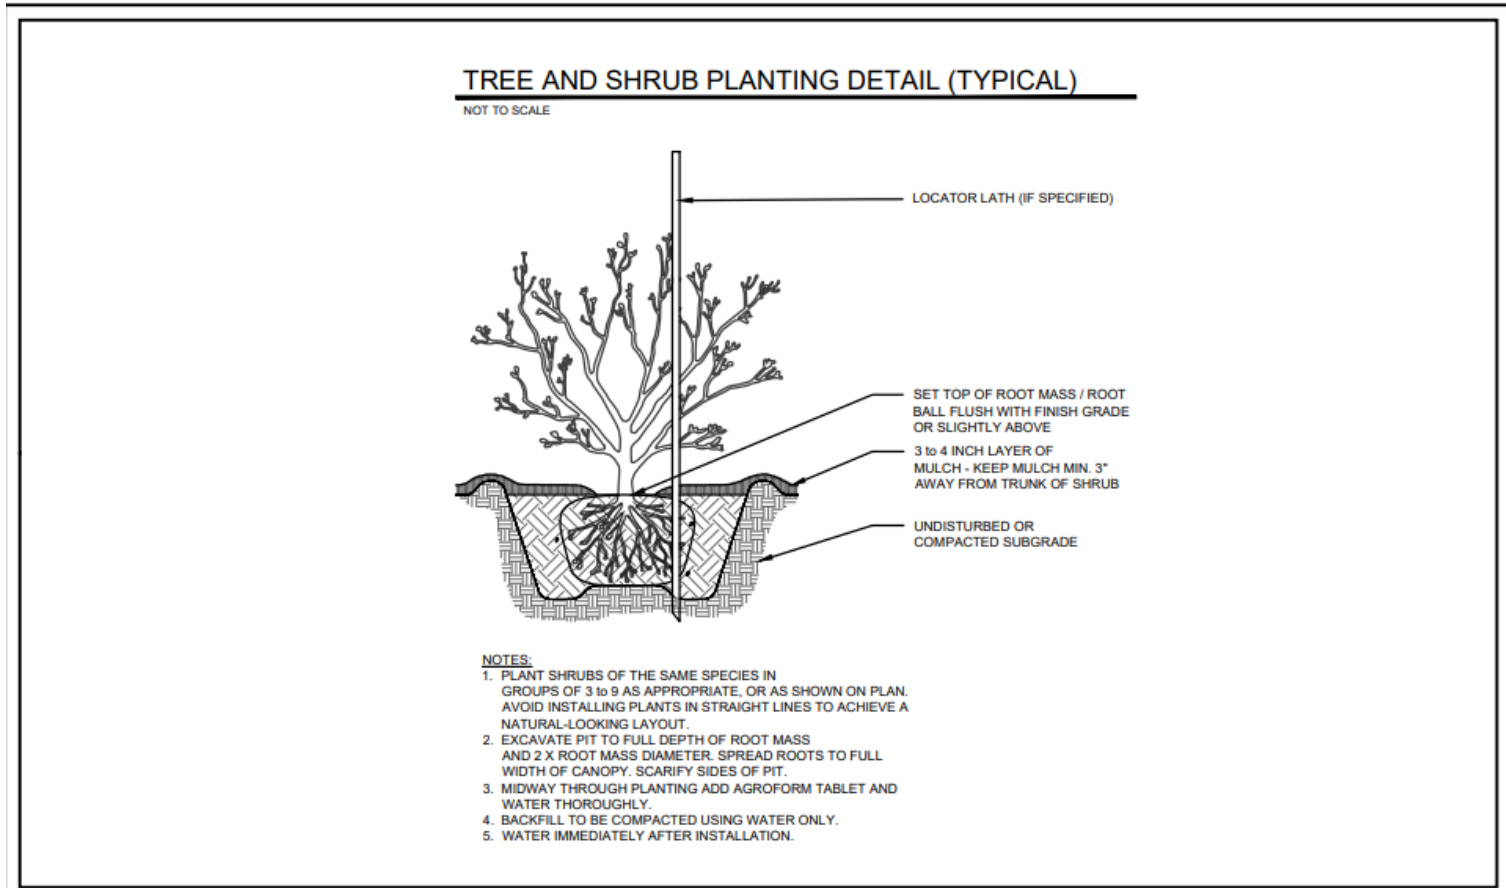 TREE AND SHRUB PLANTING DETAIL (TYPICAL)
NOT TO SCALE
LOCATOR LATH (IF SPECIFIED)
SET TOP OF ROOT MASS / ROOT
BALL FLUSH WITH FINISH GRADE
OR SLIGHTLY ABOVE
3 to 4 INCH LAYER OF
MULCH - KEEP MULCH MIN. 3"
AWAY FROM TRUNK OF SHRUB
UNDISTURBED OR
COMPACTED SUBGRADE
NOTES:
1. PLANT SHRUBS OF THE SAME SPECIES IN
GROUPS OF 3 to 9 AS APPROPRIATE, OR AS SHOWN ON PLAN.
AVOID INSTALLING PLANTS IN STRAIGHT LINES TO ACHIEVE A
NATURAL-LOOKING LAYOUT.
2. EXCAVATE PIT TO FULL DEPTH OF ROOT MASS
AND 2 X ROOT MASS DIAMETER. SPREAD ROOTS TO FULL
WIDTH OF CANOPY. SCARIFY SIDES OF PIT.
3. MIDWAY THROUGH PLANTING ADD AGROFORM TABLET AND
WATER THOROUGHLY.
4. BACKFILL TO BE COMPACTED USING WATER ONLY.
5. WATER IMMEDIATELY AFTER INSTALLATION.